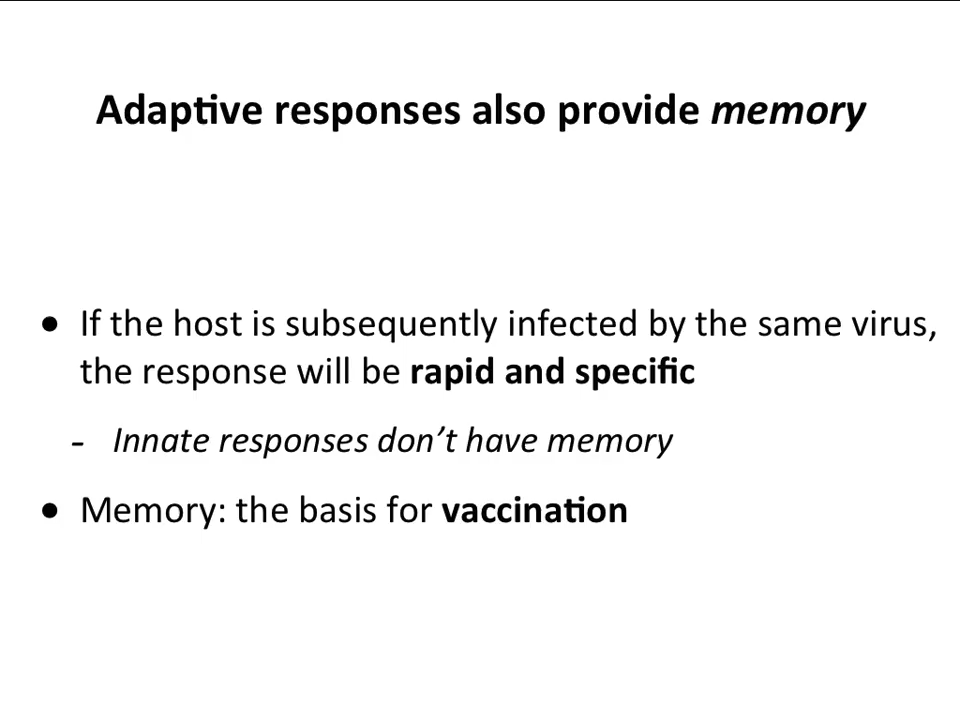 Adaptive responses also provide memory
• If the host is subsequently infected by the same virus,
the response will be rapid and specific
- Innate responses don’t have memory
• Memory: the basis for vaccination